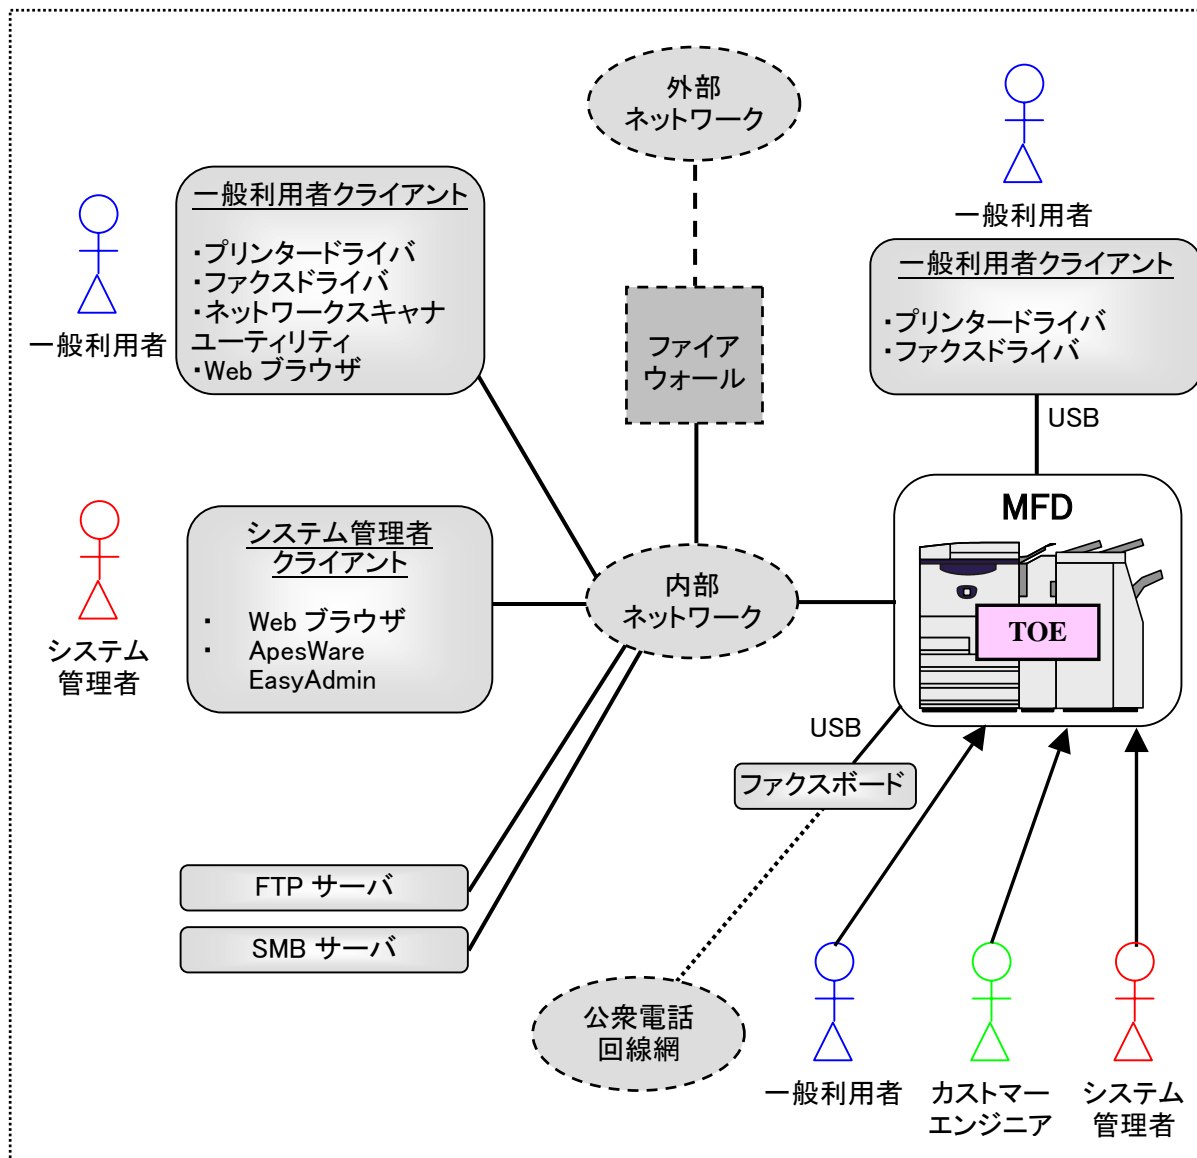 外部
ネットワーク
一般利用者
一般利用者クライアント
・プリンタードライバ
・ファクスドライバ
・ネットワークスキャナ
ユーティリティ
・Web ブラウザ
一般利用者
一般利用者クライアント
・プリンタードライバ
・ファクスドライバ
ファイア
ウォール
USB
MFD
TOE
システム管理者
クライアント
・ Web ブラウザ
・ ApesWare
EasyAdmin
システム
管理者
内部
ネットワーク
USB
ファクスボード
FTP サーバ
SMB サーバ
公衆電話
回線網
一般利用者
カストマー
エンジニア
システム
管理者